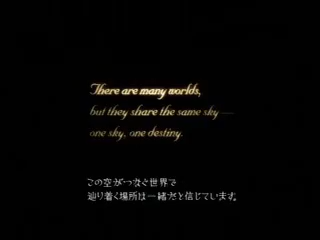 There are many worlds,
but they share the same sky—
one sky, one destiny.
この空がつなぐ世界で
辿り着く場所は一緒だと信じています。